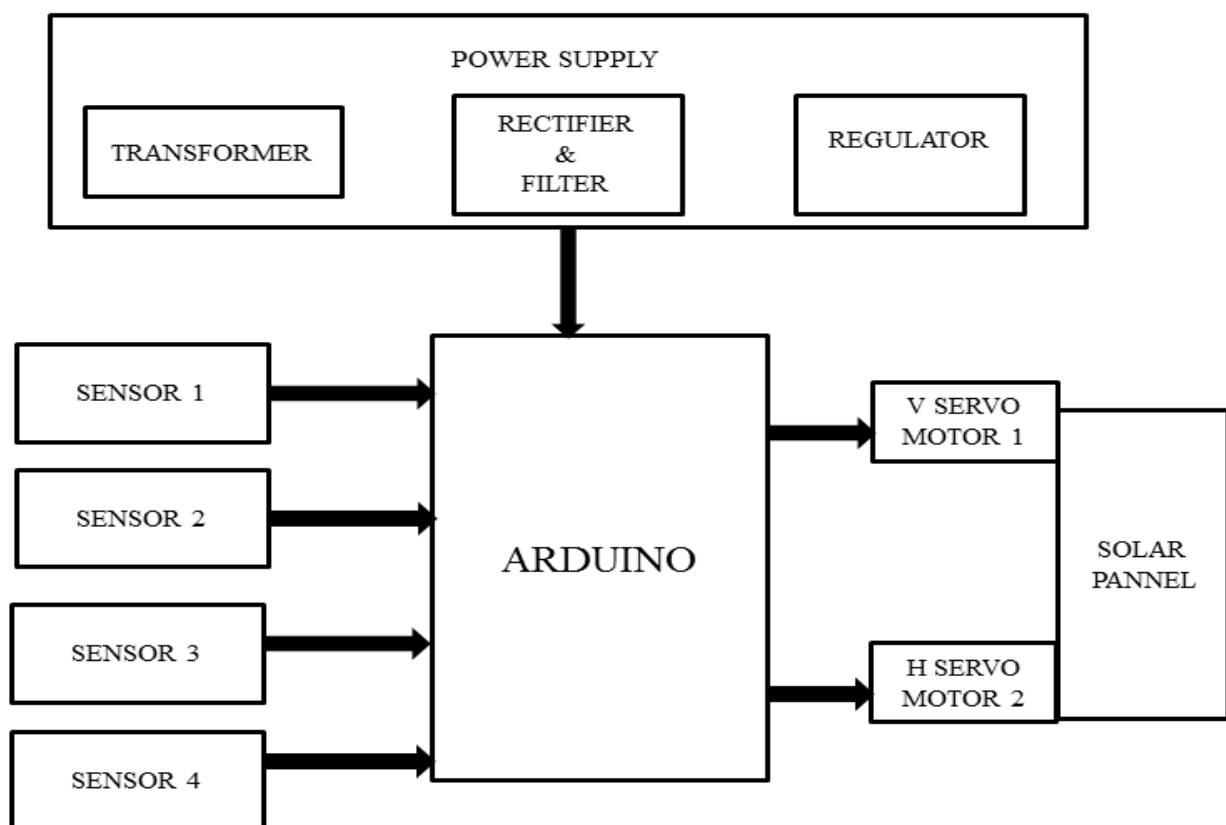 POWER SUPPLY
TRANSFORMER
RECTIFIER
&
FILTER
REGULATOR
SENSOR 1
SENSOR 2
SENSOR 3
SENSOR 4
ARDUINO
V SERVO
MOTOR 1
H SERVO
MOTOR 2
SOLAR
PANNEL